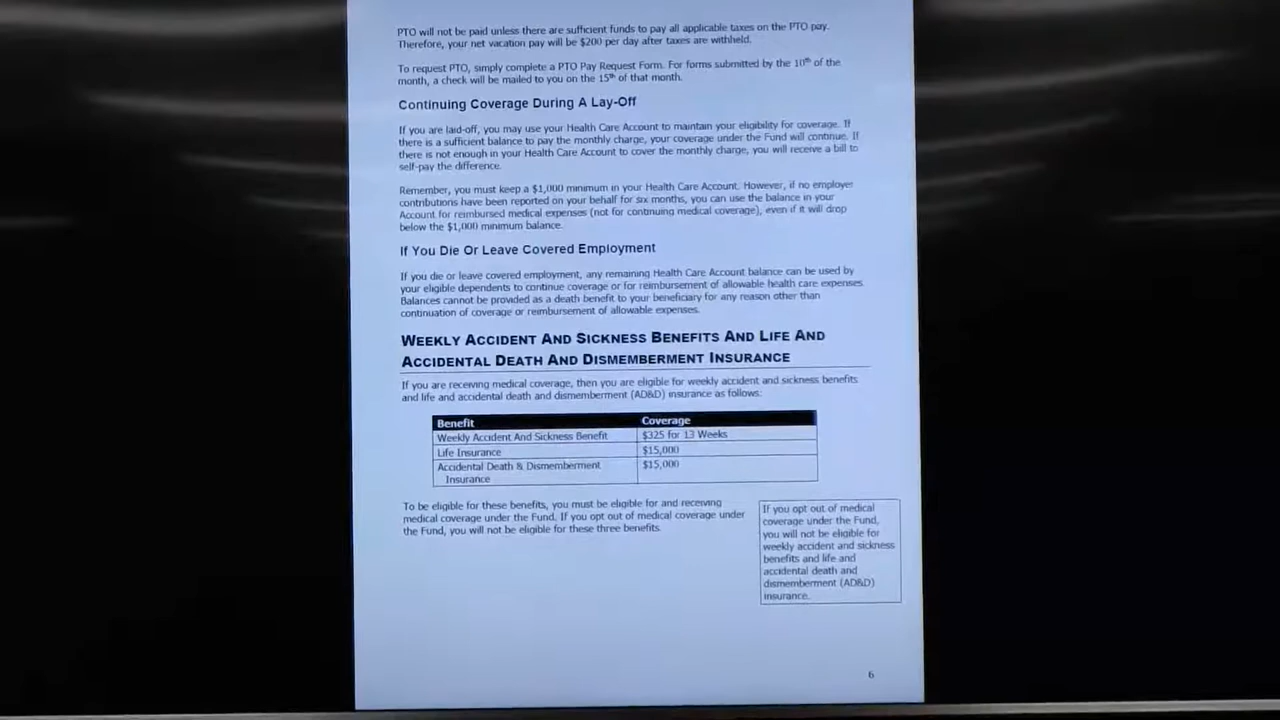 PTO will not be paid unless there are sufficient funds to pay all applicable taxes on the PTO pay.
Therefore, your net vacation pay will be $200 per day after taxes are withheld.
To request PTO, simply complete a PTO Pay Request Form. For forms submitted by the 10th of the
month, a check will be mailed to you on the 15th of that month.
Continuing Coverage During A Lay-Off
If you are laid-off, you may use your Health Care Account to maintain your eligibility for coverage. If
there is a sufficient balance to pay the monthly charge, your coverage under the Fund will continue. If
there is not enough in your Health Care Account to cover the monthly charge, you will receive a bill to
self-pay the difference.
Remember, you must keep a $1,000 minimum in your Health Care Account. However, if no employer
contributions have been reported on your behalf for six months, you can use the balance in your
Account for reimbursed medical expenses (not for continuing medical coverage), even if it will drop
below the $1,000 minimum balance.
If You Die Or Leave Covered Employment
If you die or leave covered employment, any remaining Health Care Account balance can be used by
your eligible dependents to continue coverage or for reimbursement of allowable health care expenses.
Balances cannot be provided as a death benefit to your beneficiary for any reason other than
continuation of coverage or reimbursement of allowable expenses.
WEEKLY ACCIDENT AND SICKNESS BENEFITS AND LIFE AND
ACCIDENTAL DEATH AND DISMEMBERMENT INSURANCE
If you are receiving medical coverage, then you are eligible for weekly accident and sickness benefits
and life and accidental death and dismemberment (AD&D) insurance as follows:
Benefit Coverage
Weekly Accident And Sickness Benefit $325 for 13 Weeks
Life Insurance $15,000
Accidental Death & Dismemberment $15,000
Insurance
To be eligible for these benefits, you must be eligible for and receiving
medical coverage under the Fund. If you opt out of medical coverage under
the Fund, you will not be eligible for these three benefits.
If you opt out of medical
coverage under the Fund,
you will not be eligible for
weekly accident and sickness
benefits and life and
accidental death and
dismemberment (AD&D)
insurance.
6